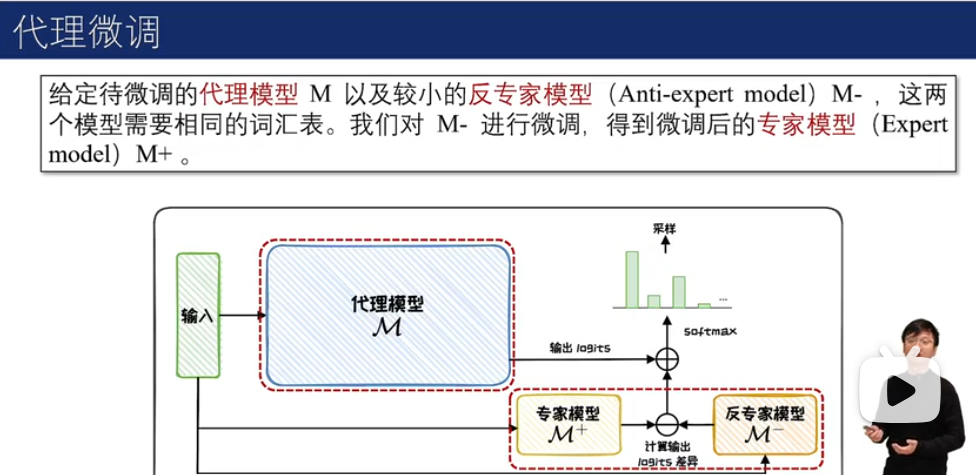 代理微调
给定待微调的代理模型 M 以及较小的反专家模型（Anti-expert model）M- ，这两
个模型需要相同的词汇表。我们对 M- 进行微调，得到微调后的专家模型（Expert
model）M+ 。
采样
...
softmax
输入
代理模型
M
输出 logits
专家模型
M+
反专家模型
M−
计算输出
logits 差异